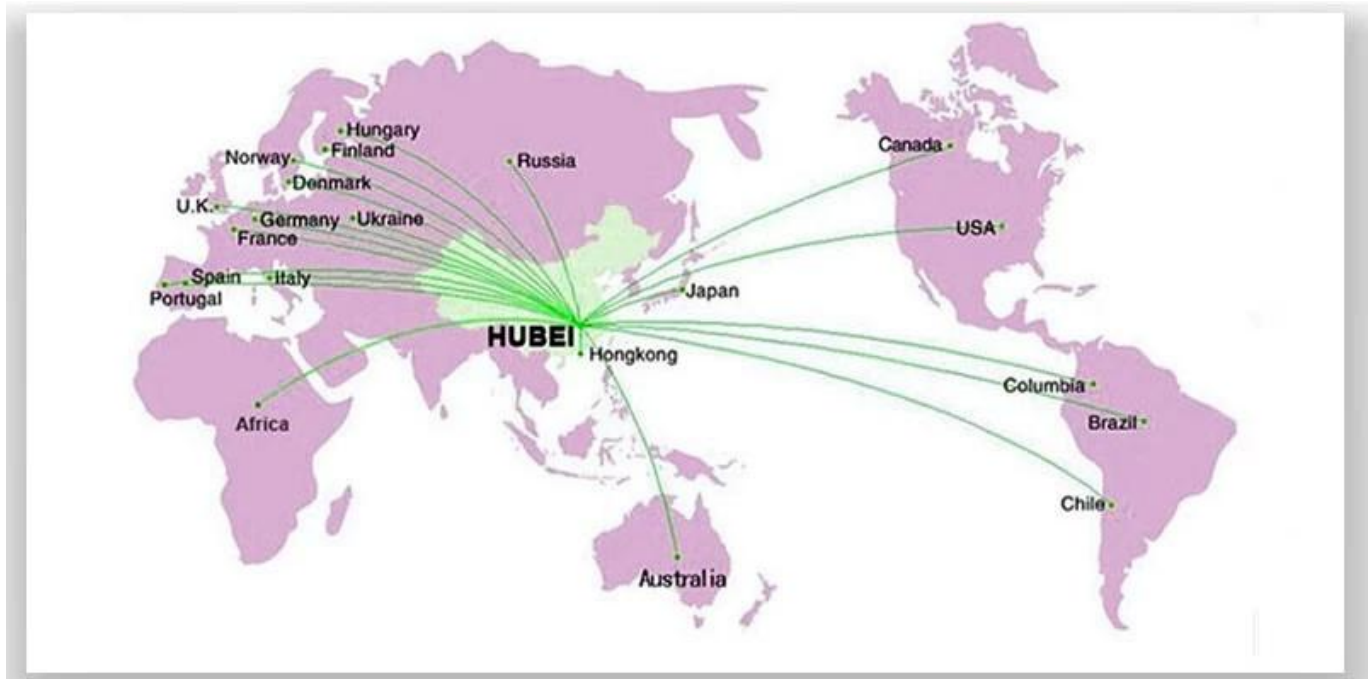 Hungary
Finland
Norway
Denmark
U.K.
Germany
Ukraine
France
Spain
Italy
Portugal
Russia
Canada
USA
Japan
HUBEI
Hongkong
Africa
Columbia
Brazil
Chile
Australia